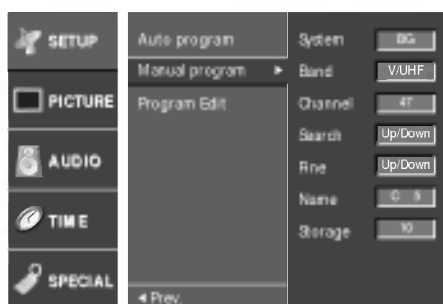 SETUP
PICTURE
AUDIO
TIME
SPECIAL
Auto program
Manual program ►
Program Edit
◄ Prev.
System BG
Band V/UHF
Channel 47
Search Up/Down
Fine Up/Down
Name C
Storage 10